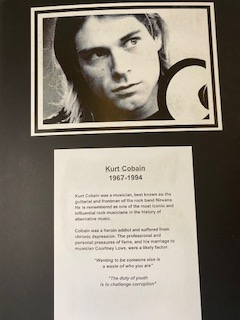 Kurt Cobain
1967-1994
Kurt Cobain was a musician, best known as the
guitarist and frontman of the rock band Nirvana.
He is remembered as one of the most iconic and
influential rock musicians in the history of
alternative music.
Cobain was a heroin addict and suffered from
chronic depression. The professional and
personal pressures of fame, and his marriage to
musician Courtney Love, were a likely factor.
"Wanting to be someone else is
a waste of who you are"
"The duty of youth
is to challenge corruption"